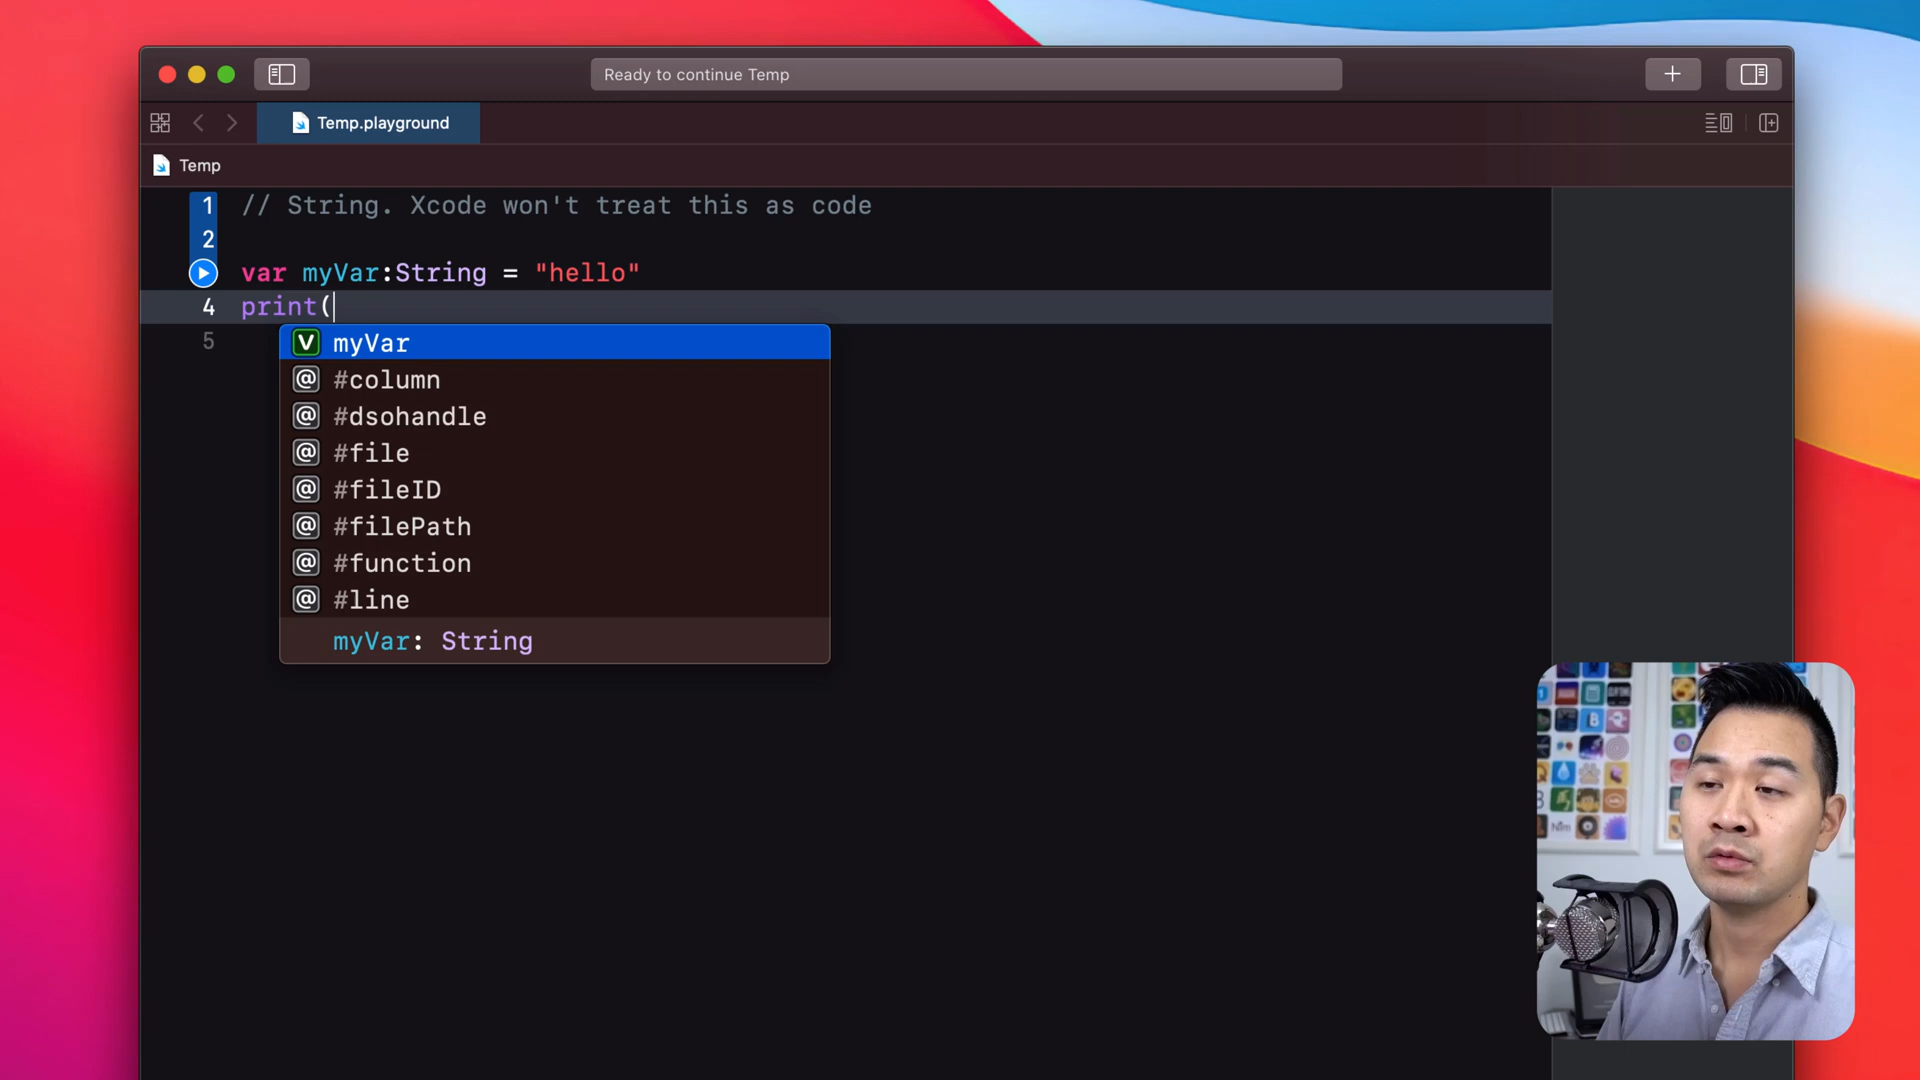 Ready to continue Temp
Temp.playground
Temp
1 // String. Xcode won't treat this as code
2
var myVar:String = "hello"
4 print(
5
V myVar
@ #column
@ #dsohandle
@ #file
@ #fileID
@ #filePath
@ #function
@ #line
myVar: String
Nim